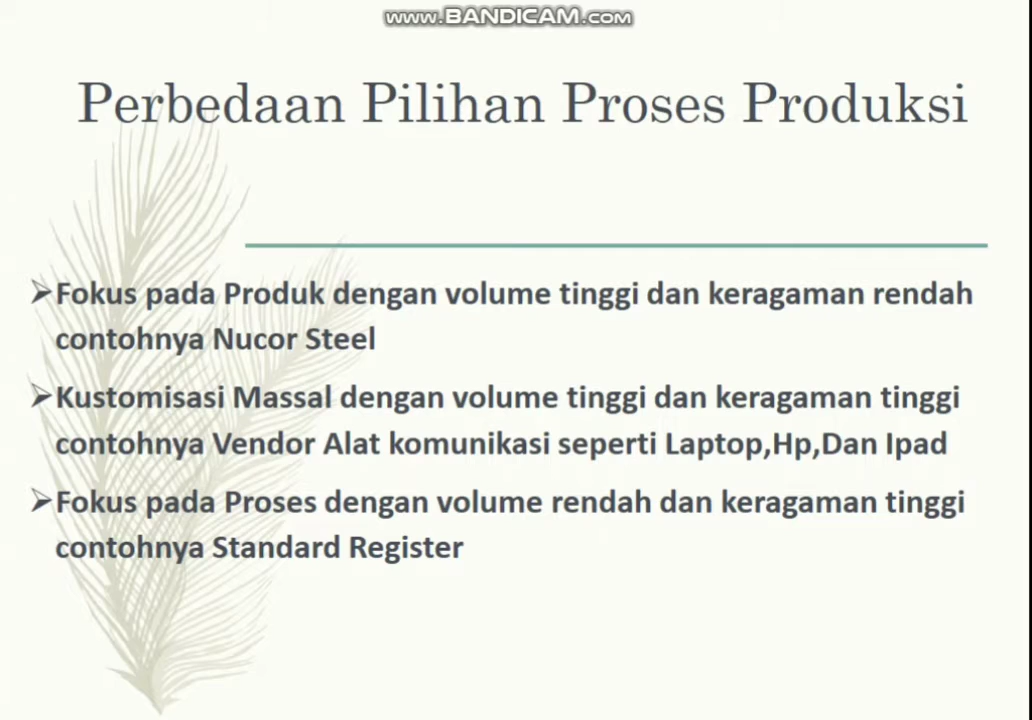 www.BANDICAM.com
Perbedaan Pilihan Proses Produksi
➤Fokus pada Produk dengan volume tinggi dan keragaman rendah
contohnya Nucor Steel
➤Kustomisasi Massal dengan volume tinggi dan keragaman tinggi
contohnya Vendor Alat komunikasi seperti Laptop,Hp,Dan Ipad
➤Fokus pada Proses dengan volume rendah dan keragaman tinggi
contohnya Standard Register